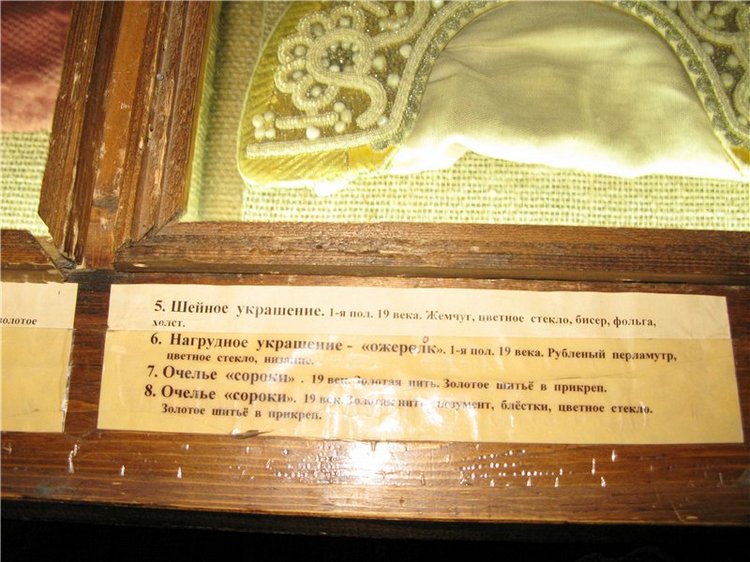 золотое
5. Шейное украшение. 1-я пол. 19 века. Жемчуг, цветное стекло, бисер, фольга,
холст.
6. Нагрудное украшение - «ожерелк». 1-я пол. 19 века. Рубленый перламутр,
цветное стекло, низание.
7. Очелье «сороки» . 19 век. Золотая нить. Золотое шитьё в прикреп.
8. Очелье «сороки». 19 век. Золотая нить, позумент, блёстки, цветное стекло.
Золотое шитьё в прикреп.